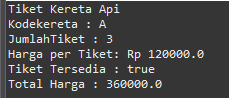 Tiket Kereta Api
Kodekereta : A
JumlahTiket : 3
Harga per Tiket: Rp 120000.0
Tiket Tersedia : true
Total Harga : 360000.0